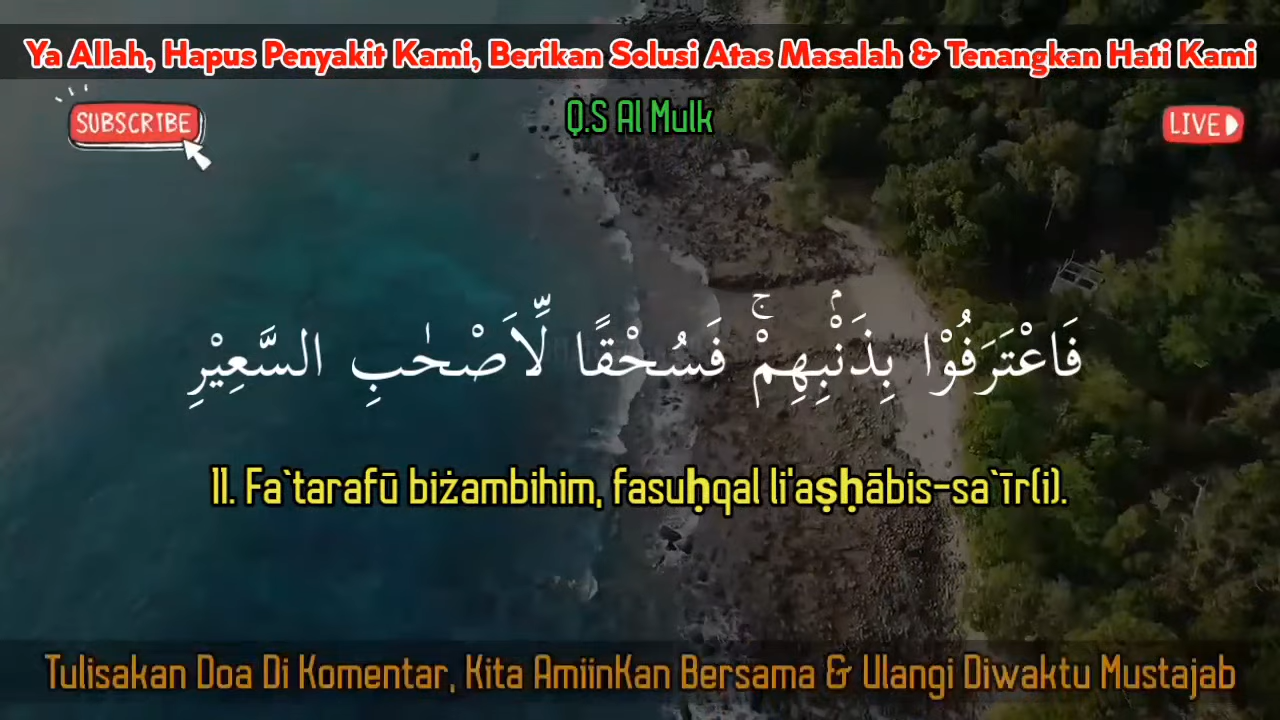 Ya Allah, Hapus Penyakit Kami, Berikan Solusi Atas Masalah & Tenangkan Hati Kami
SUBSCRIBE
Q.S Al Mulk
LIVE
فَاعْتَرَفُوْا بِذَنْۢبِهِمْۚ فَسُحْقًا لِّاَصْحٰبِ السَّعِيْرِ
11. Fa`tarafū biżambihim, fasuḥqal li'aṣḥābis-sa`īr(i).
Tulisakan Doa Di Komentar, Kita AmiinKan Bersama & Ulangi Diwaktu Mustajab